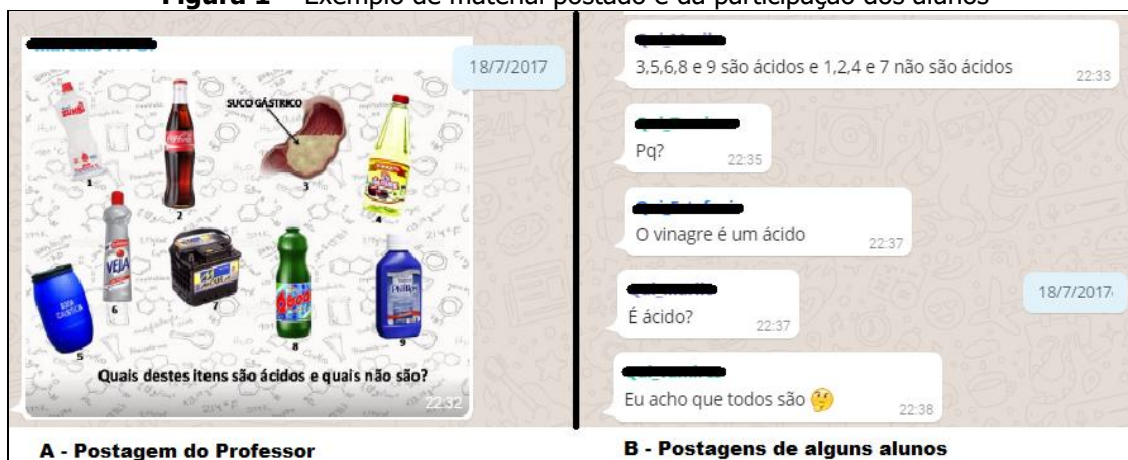 Figura 1 – Exemplo de material postado e da participação dos alunos
18/7/2017
SUCO GÁSTRICO
1
2
3
4
VEJA
5
6
7
8
9
Quais destes itens são ácidos e quais não são?
22:32
A - Postagem do Professor
3,5,6,8 e 9 são ácidos e 1,2,4 e 7 não são ácidos
22:33
Pq?
22:35
O vinagre é um ácido
22:37
18/7/2017
É ácido?
22:37
Eu acho que todos são 🤔
22:38
B - Postagens de alguns alunos